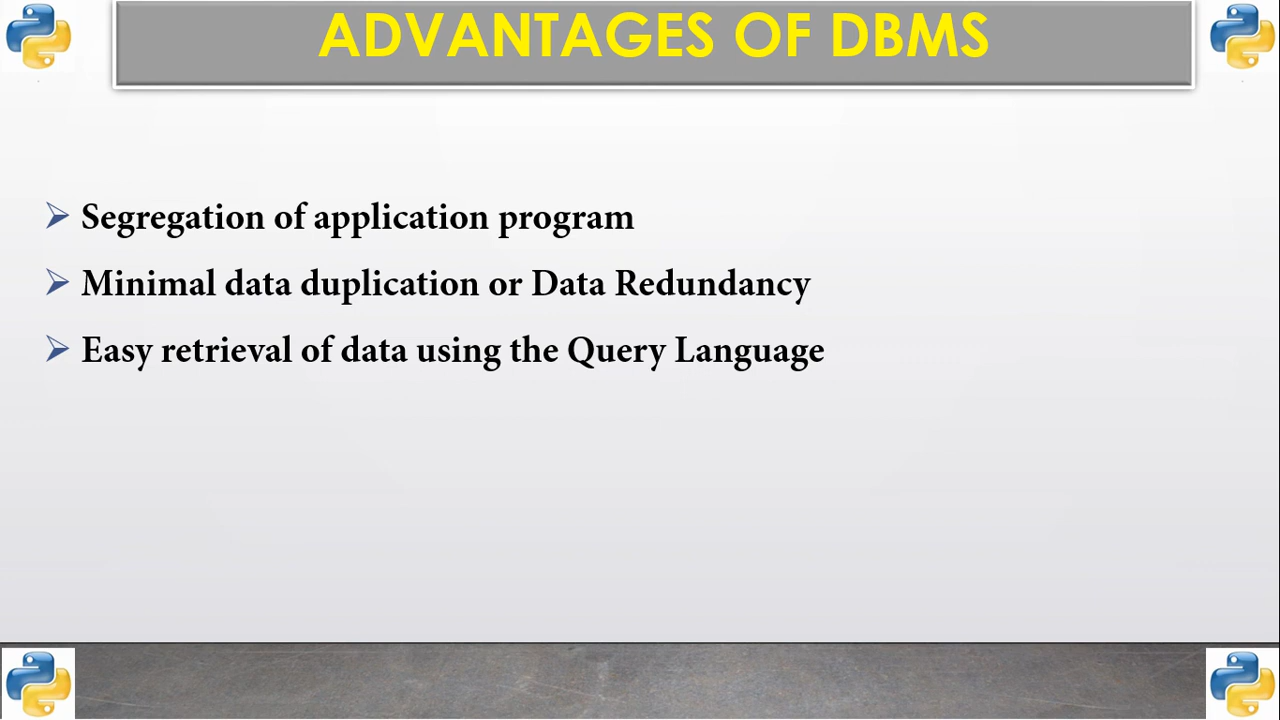 ADVANTAGES OF DBMS
Segregation of application program
Minimal data duplication or Data Redundancy
Easy retrieval of data using the Query Language